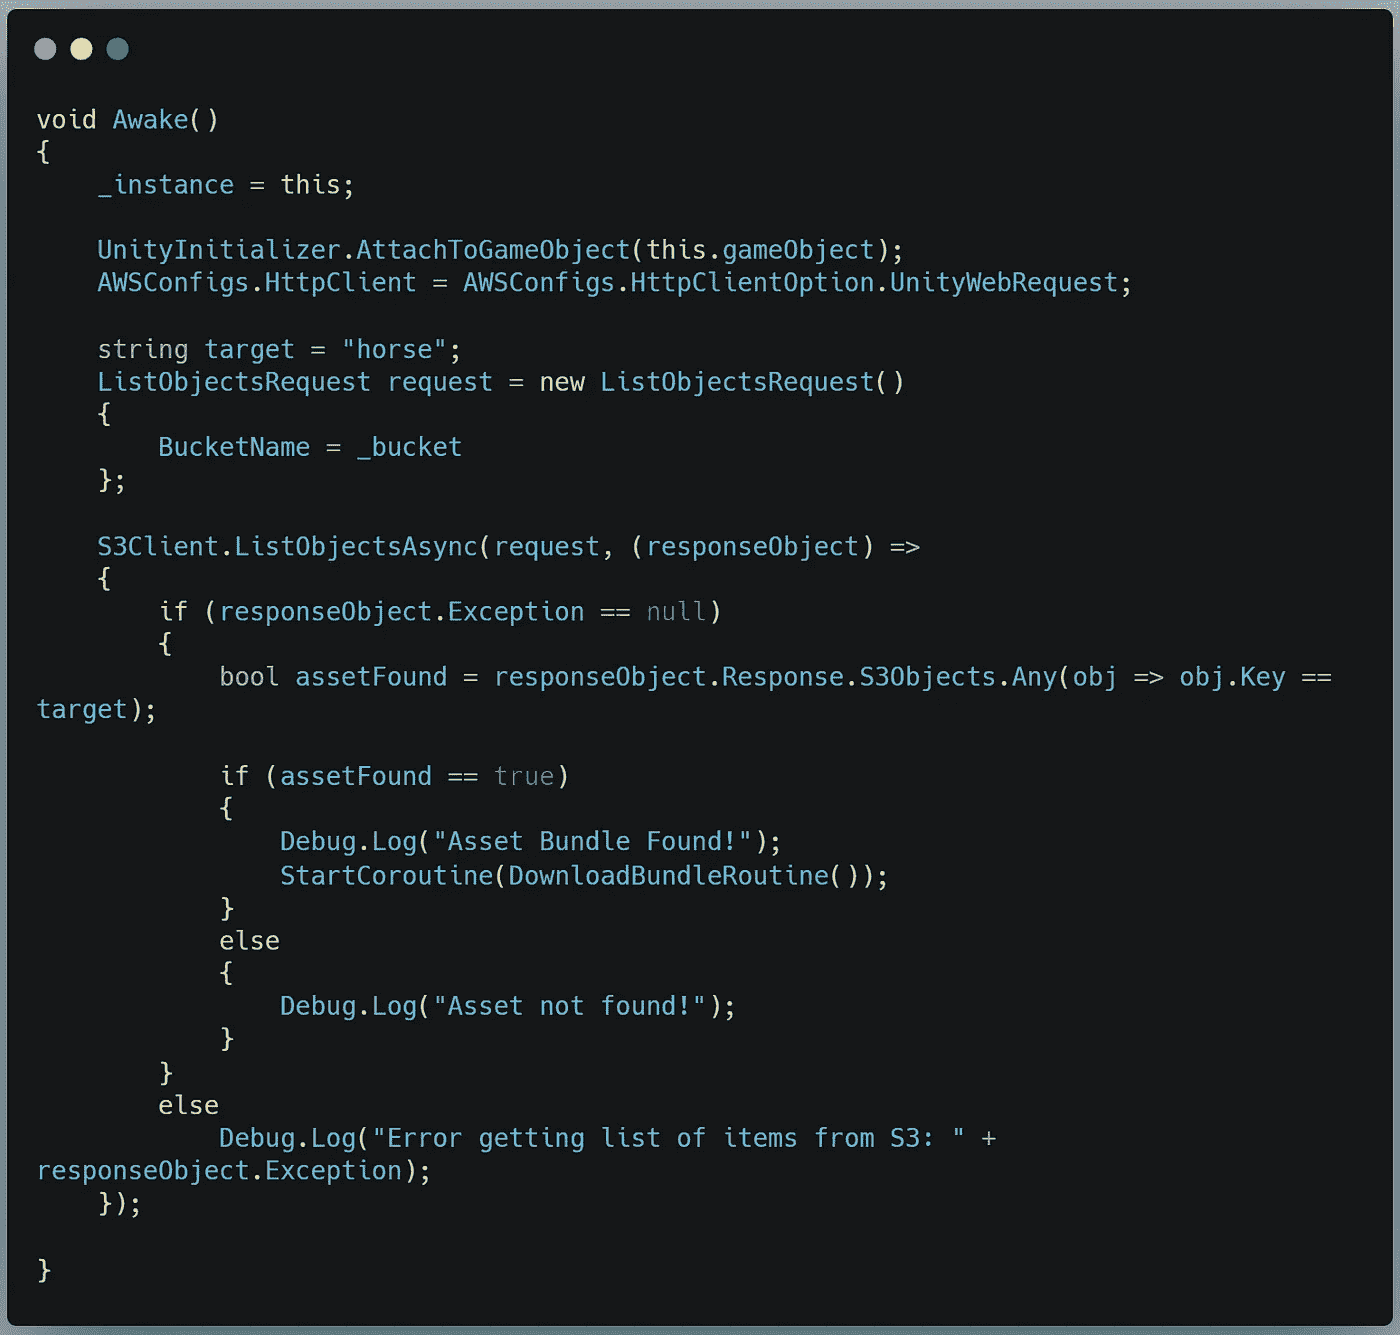 void Awake()
{
    _instance = this;

    UnityInitializer.AttachToGameObject(this.gameObject);
    AWSConfigs.HttpClient = AWSConfigs.HttpClientOption.UnityWebRequest;

    string target = "horse";
    ListObjectsRequest request = new ListObjectsRequest()
    {
        BucketName = _bucket
    };

    S3Client.ListObjectsAsync(request, (responseObject) =>
    {
        if (responseObject.Exception == null)
        {
            bool assetFound = responseObject.Response.S3Objects.Any(obj => obj.Key ==
target);

            if (assetFound == true)
            {
                Debug.Log("Asset Bundle Found!");
                StartCoroutine(DownloadBundleRoutine());
            }
            else
            {
                Debug.Log("Asset not found!");
            }
        }
        else
            Debug.Log("Error getting list of items from S3: " +
responseObject.Exception);
    });

}